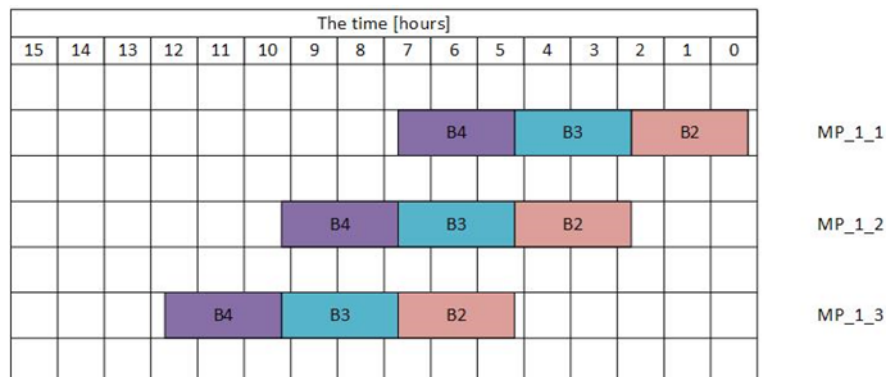 The time [hours]
15 14 13 12 11 10 9 8 7 6 5 4 3 2 1 0
B4 B3 B2 MP_1_1
B4 B3 B2 MP_1_2
B4 B3 B2 MP_1_3